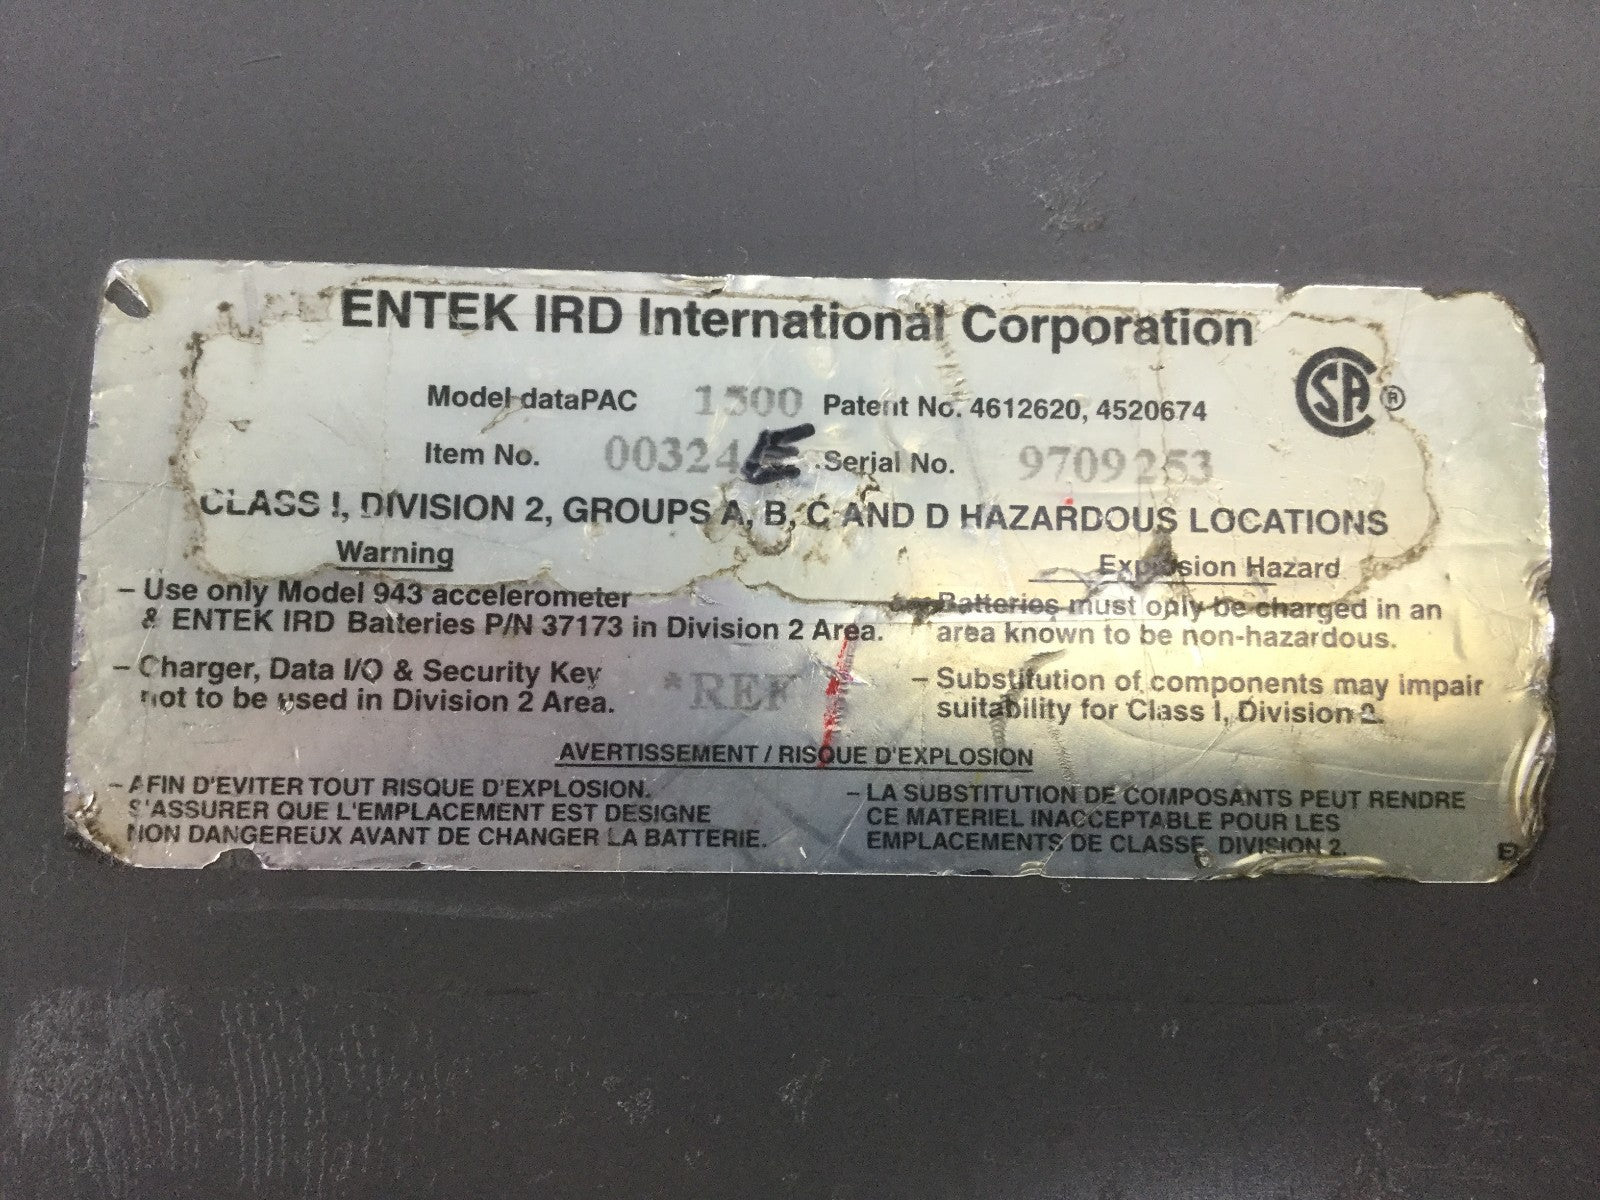 ENTEK IRD International Corporation
Model dataPAC 1500 Patent No. 4612620, 4520674
CSA ®
Item No. 00324 E Serial No. 9709253
CLASS I, DIVISION 2, GROUPS A, B, C AND D HAZARDOUS LOCATIONS
Warning
– Use only Model 943 accelerometer
& ENTEK IRD Batteries P/N 37173 in Division 2 Area.
– Charger, Data I/O & Security Key
not to be used in Division 2 Area.
*REF
Explosion Hazard
– Batteries must only be charged in an
area known to be non-hazardous.
– Substitution of components may impair
suitability for Class I, Division 2.
AVERTISSEMENT / RISQUE D'EXPLOSION
– AFIN D'EVITER TOUT RISQUE D'EXPLOSION.
S'ASSURER QUE L'EMPLACEMENT EST DESIGNE
NON DANGEREUX AVANT DE CHANGER LA BATTERIE.
– LA SUBSTITUTION DE COMPOSANTS PEUT RENDRE
CE MATERIEL INACCEPTABLE POUR LES
EMPLACEMENTS DE CLASSE, DIVISION 2.